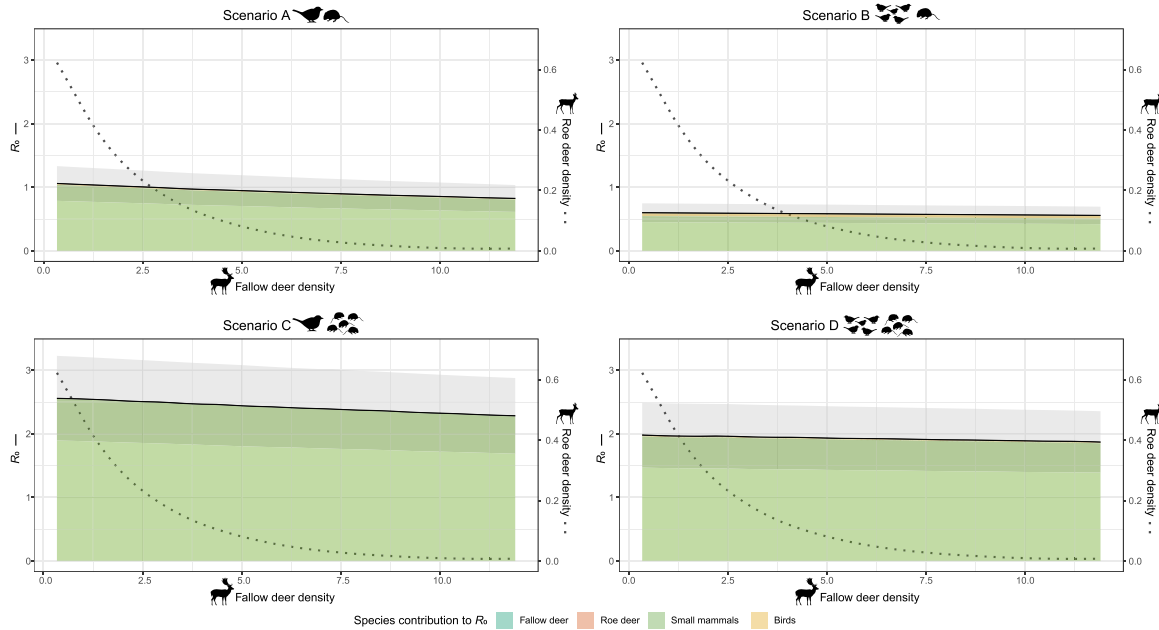 Scenario A
Scenario B
3
2
1
0
R₀ —
0.6
0.4
0.2
0.0
Roe deer density
0.0 2.5 5.0 7.5 10.0
Fallow deer density
3
2
1
0
R₀ —
0.6
0.4
0.2
0.0
Roe deer density
0.0 2.5 5.0 7.5 10.0
Fallow deer density
Scenario C
Scenario D
3
2
1
0
R₀ —
0.6
0.4
0.2
0.0
Roe deer density
0.0 2.5 5.0 7.5 10.0
Fallow deer density
3
2
1
0
R₀ —
0.6
0.4
0.2
0.0
Roe deer density
0.0 2.5 5.0 7.5 10.0
Fallow deer density
Species contribution to R₀ Fallow deer Roe deer Small mammals Birds